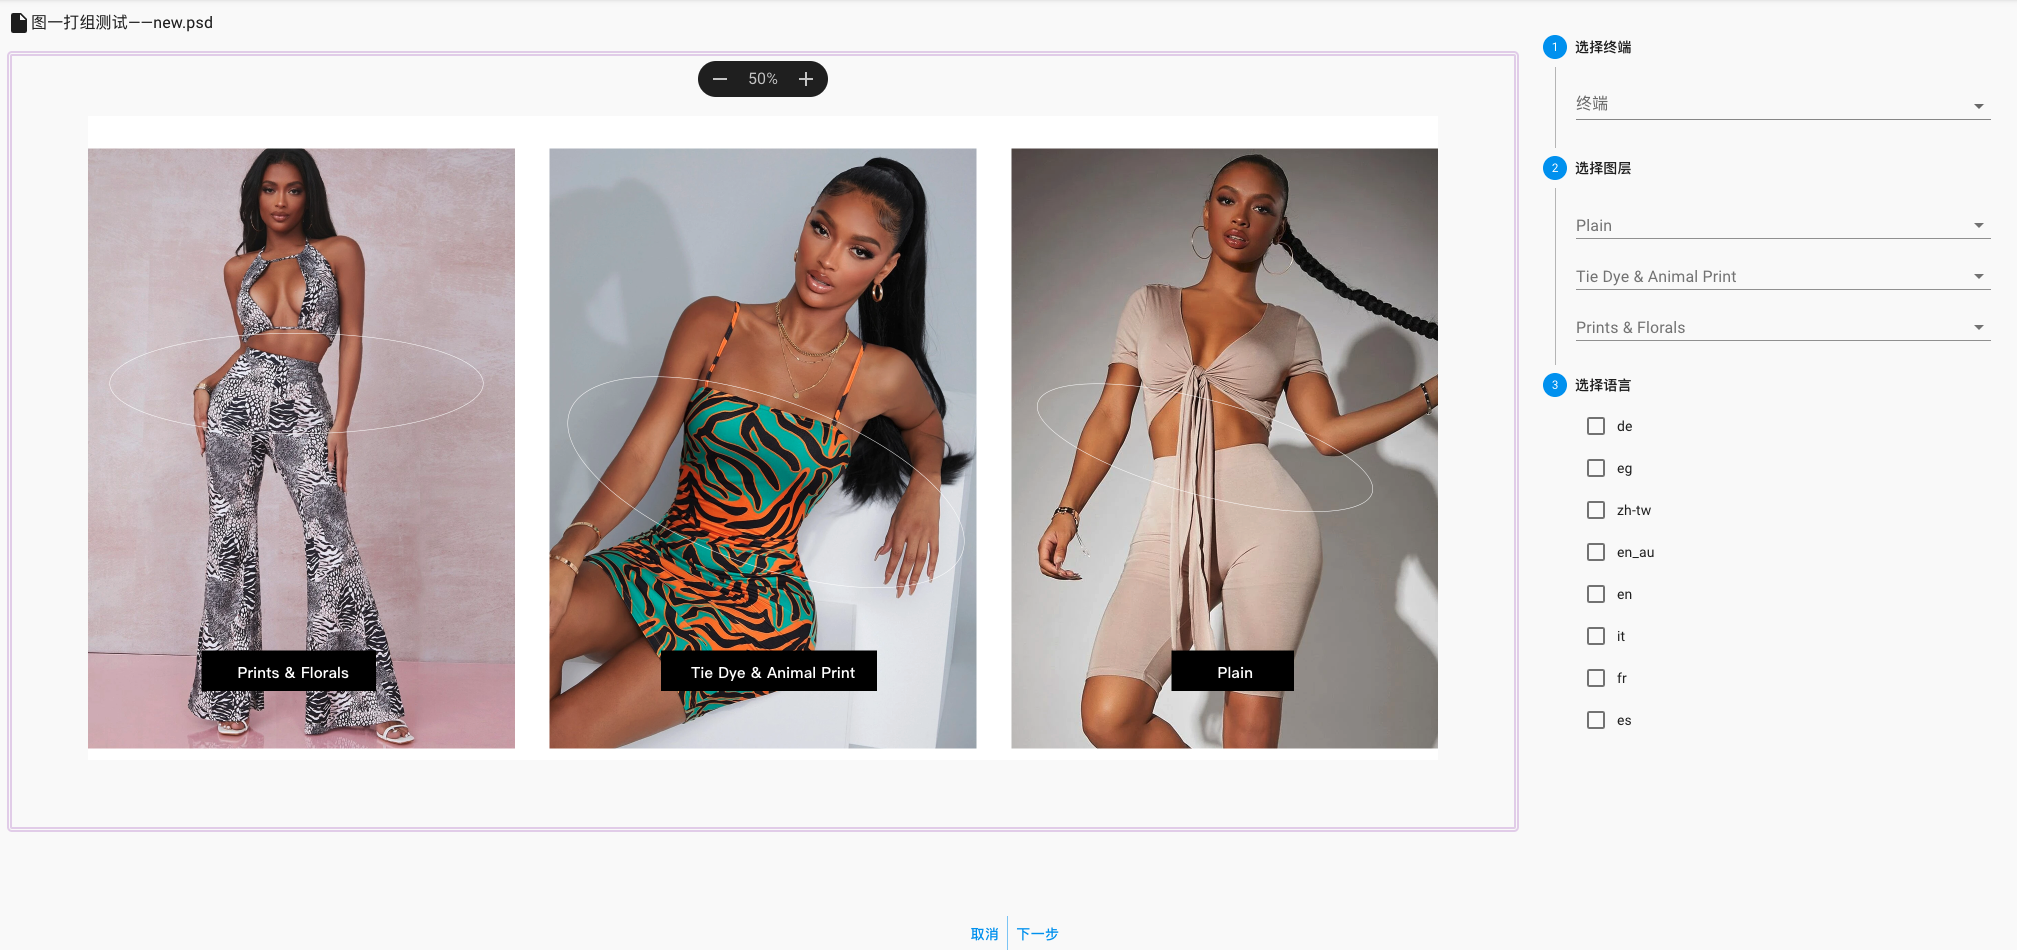 图一打组测试——new.psd
50%
Prints & Florals
Tie Dye & Animal Print
Plain
1 选择终端
终端
2 选择图层
Plain
Tie Dye & Animal Print
Prints & Florals
3 选择语言
de
eg
zh-tw
en_au
en
it
fr
es
取消
下一步